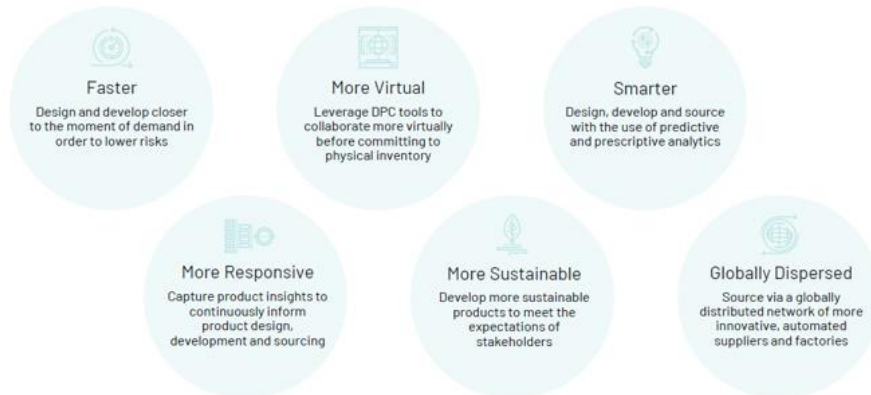 Faster
Design and develop closer
to the moment of demand in
order to lower risks
More Virtual
Leverage DPC tools to
collaborate more virtually
before committing to
physical inventory
Smarter
Design, develop and source
with the use of predictive
and prescriptive analytics
More Responsive
Capture product insights to
continuously inform
product design,
development and sourcing
More Sustainable
Develop more sustainable
products to meet the
expectations of
stakeholders
Globally Dispersed
Source via a globally
distributed network of more
innovative, automated
suppliers and factories